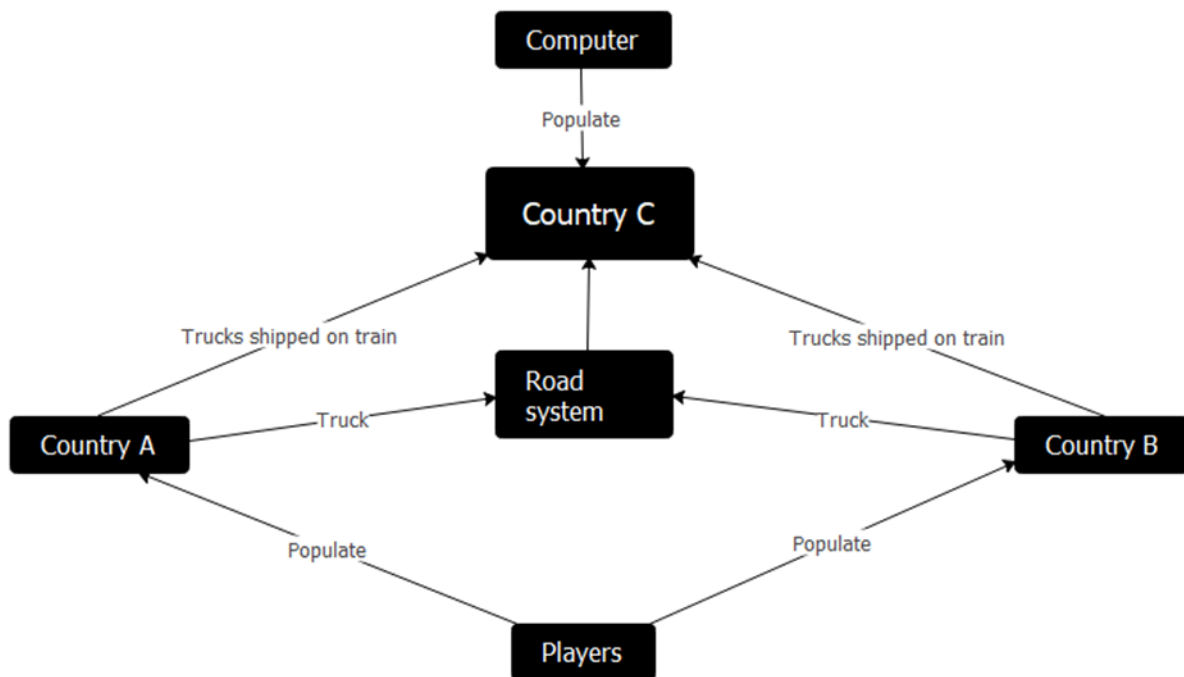 Computer
Populate
Country C
Trucks shipped on train
Trucks shipped on train
Road
system
Truck
Truck
Country A
Country B
Populate
Populate
Players